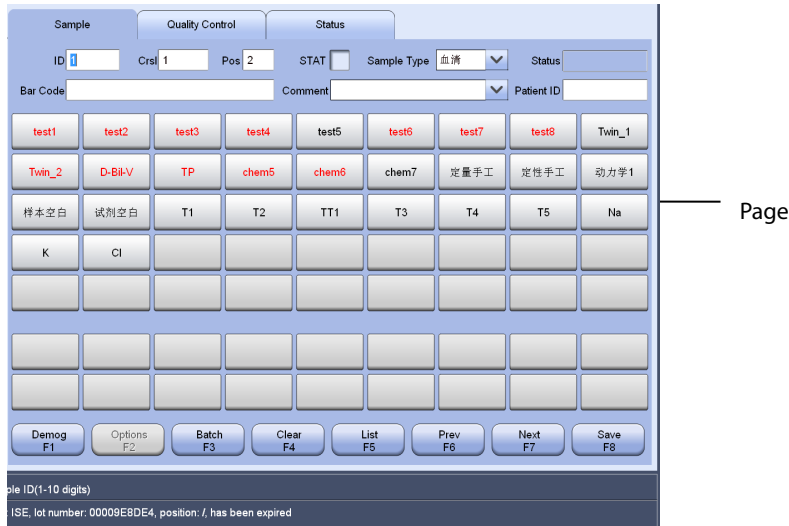 Sample Quality Control Status
ID 1 Crsl 1 Pos 2 STAT Sample Type 血清 Status
Bar Code Comment Patient ID
test1 test2 test3 test4 test5 test6 test7 test8 Twin_1
Twin_2 D-Bil-V TP chem5 chem6 chem7 定量手工 定性手工 动力学1
样本空白 试剂空白 T1 T2 TT1 T3 T4 T5 Na
Page
K Cl
Demog Options Batch Clear List Prev Next Save
F1 F2 F3 F4 F5 F6 F7 F8
ple ID(1-10 digits)
: ISE, lot number: 00009E8DE4, position: /, has been expired